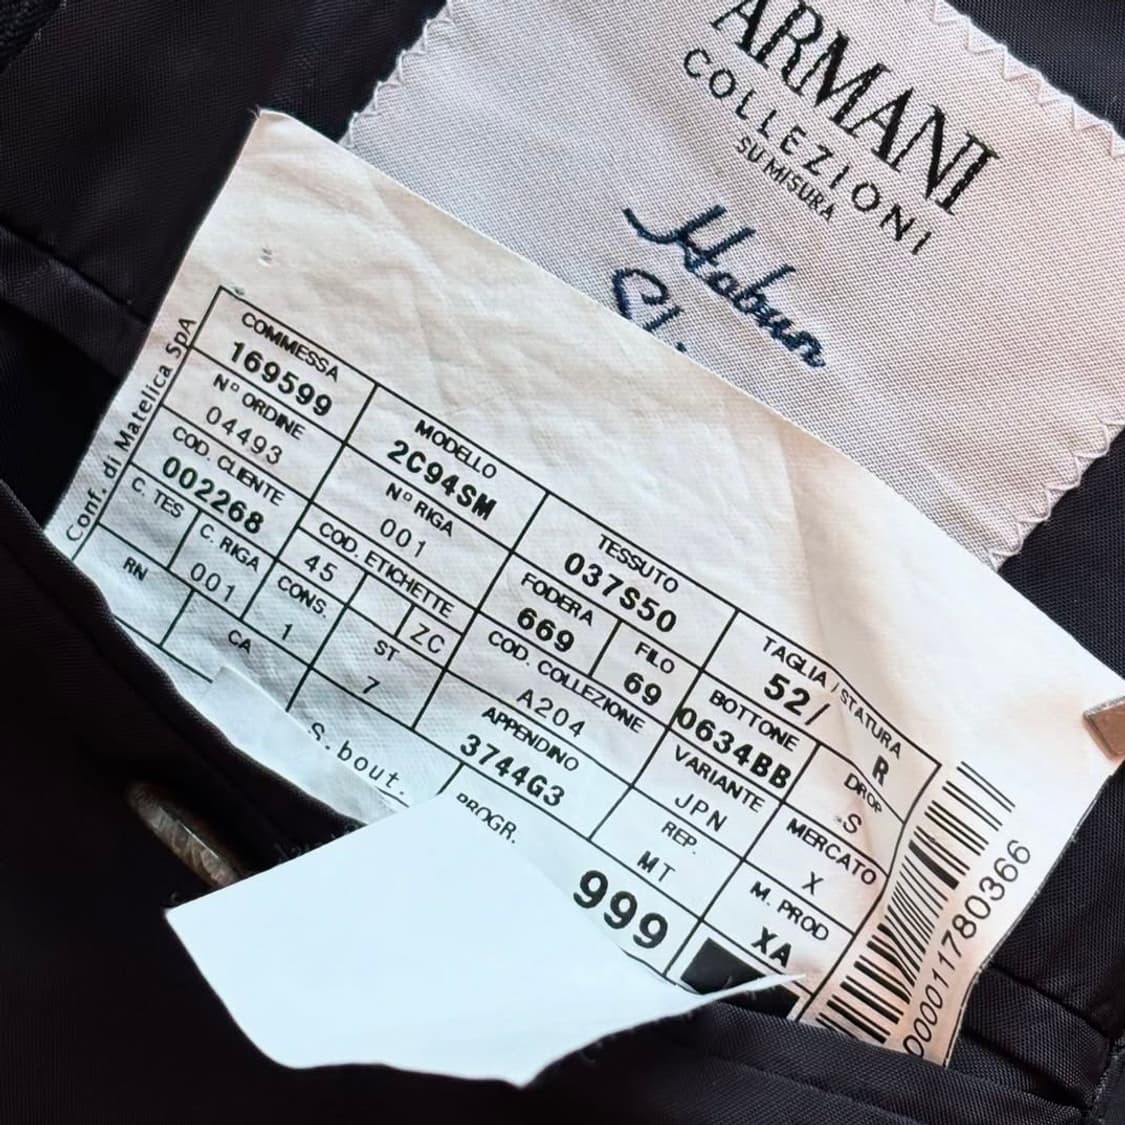 ARMANI
COLLEZIONI
SU MISURA
Conf. di Matelica SpA
COMMESSA
169599
MODELLO
2C94SM
TESSUTO
037S50
TAGLIA / STATURA
52/ R
N° ORDINE
04493
N° RIGA
001
FODERA
669
FILO
69
BOTTONE
0634BB
DROP
S
COD. CLIENTE
002268
COD. ETICHETTE
45 ZC
COD. COLLEZIONE
A204
VARIANTE
JPN
MERCATO
X
C. TES
C. RIGA
001
CONS.
1
ST
7
APPENDINO
3744G3
REP.
MT
M. PROD
XA
RN
CA
S.bout.
PROGR.
999
000011780366